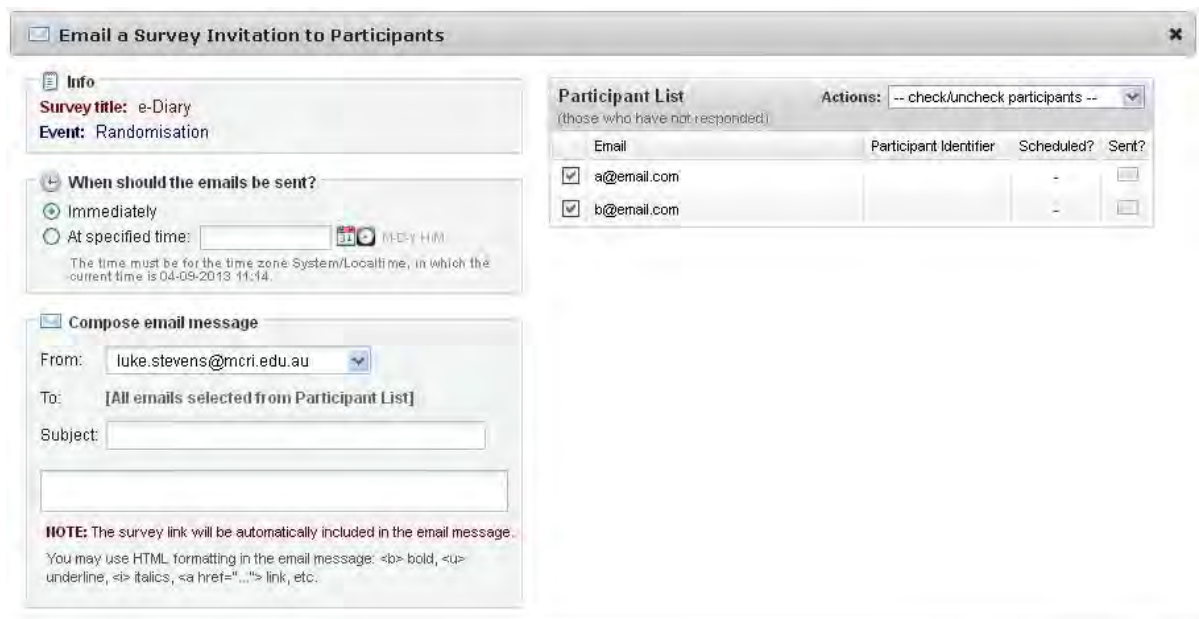 Email a Survey Invitation to Participants
Info
Survey title: e-Diary
Event: Randomisation
When should the emails be sent?
Immediately
At specified time:
31
M-D-Y H:M
The time must be for the time zone System/Localtime, in which the
current time is 04-09-2013 11:14.
Compose email message
From: luke.stevens@mcri.edu.au
To: [All emails selected from Participant List]
Subject:
NOTE: The survey link will be automatically included in the email message.
You may use HTML formatting in the email message: <b> bold, <u>
underline, <i> italics, <a href="..."> link, etc.
Participant List Actions: -- check/uncheck participants --
(those who have not responded)
Email Participant Identifier Scheduled? Sent?
a@email.com -
b@email.com -